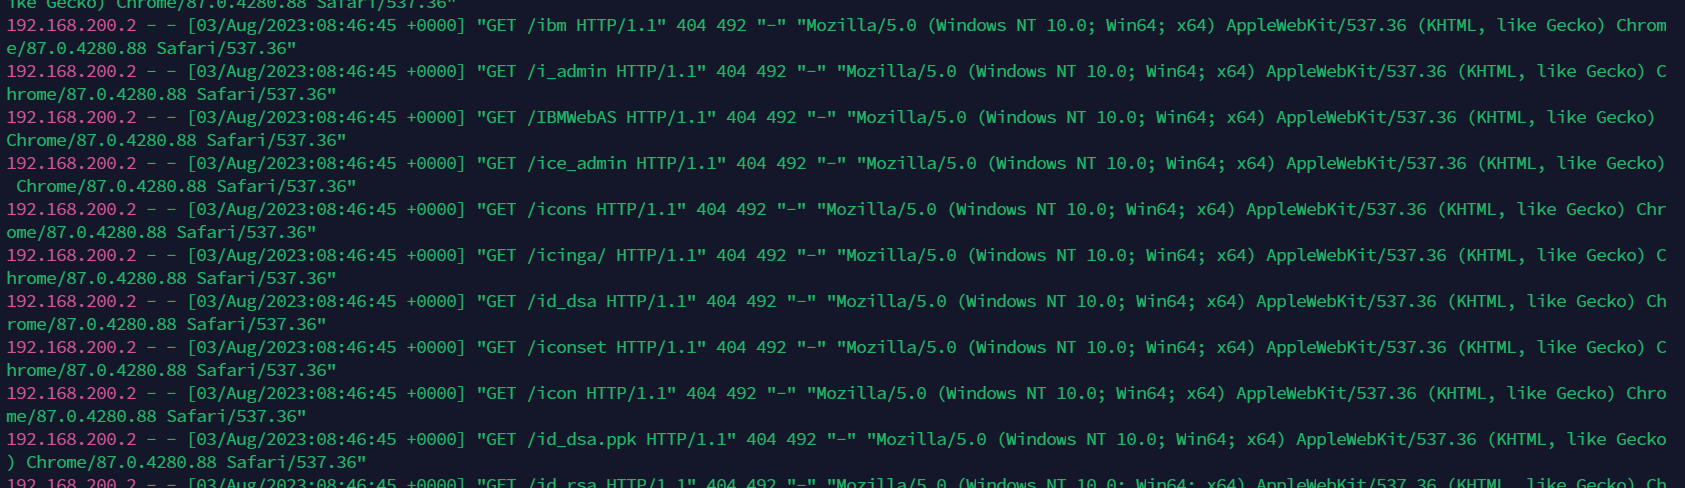 ike Gecko) Chrome/87.0.4280.88 Safari/537.36"
192.168.200.2 - - [03/Aug/2023:08:46:45 +0000] "GET /ibm HTTP/1.1" 404 492 "-" "Mozilla/5.0 (Windows NT 10.0; Win64; x64) AppleWebKit/537.36 (KHTML, like Gecko) Chrom
e/87.0.4280.88 Safari/537.36"
192.168.200.2 - - [03/Aug/2023:08:46:45 +0000] "GET /i_admin HTTP/1.1" 404 492 "-" "Mozilla/5.0 (Windows NT 10.0; Win64; x64) AppleWebKit/537.36 (KHTML, like Gecko) C
hrome/87.0.4280.88 Safari/537.36"
192.168.200.2 - - [03/Aug/2023:08:46:45 +0000] "GET /IBMWebAS HTTP/1.1" 404 492 "-" "Mozilla/5.0 (Windows NT 10.0; Win64; x64) AppleWebKit/537.36 (KHTML, like Gecko)
Chrome/87.0.4280.88 Safari/537.36"
192.168.200.2 - - [03/Aug/2023:08:46:45 +0000] "GET /ice_admin HTTP/1.1" 404 492 "-" "Mozilla/5.0 (Windows NT 10.0; Win64; x64) AppleWebKit/537.36 (KHTML, like Gecko)
 Chrome/87.0.4280.88 Safari/537.36"
192.168.200.2 - - [03/Aug/2023:08:46:45 +0000] "GET /icons HTTP/1.1" 404 492 "-" "Mozilla/5.0 (Windows NT 10.0; Win64; x64) AppleWebKit/537.36 (KHTML, like Gecko) Chr
ome/87.0.4280.88 Safari/537.36"
192.168.200.2 - - [03/Aug/2023:08:46:45 +0000] "GET /icinga/ HTTP/1.1" 404 492 "-" "Mozilla/5.0 (Windows NT 10.0; Win64; x64) AppleWebKit/537.36 (KHTML, like Gecko) C
hrome/87.0.4280.88 Safari/537.36"
192.168.200.2 - - [03/Aug/2023:08:46:45 +0000] "GET /id_dsa HTTP/1.1" 404 492 "-" "Mozilla/5.0 (Windows NT 10.0; Win64; x64) AppleWebKit/537.36 (KHTML, like Gecko) Ch
rome/87.0.4280.88 Safari/537.36"
192.168.200.2 - - [03/Aug/2023:08:46:45 +0000] "GET /iconset HTTP/1.1" 404 492 "-" "Mozilla/5.0 (Windows NT 10.0; Win64; x64) AppleWebKit/537.36 (KHTML, like Gecko) C
hrome/87.0.4280.88 Safari/537.36"
192.168.200.2 - - [03/Aug/2023:08:46:45 +0000] "GET /icon HTTP/1.1" 404 492 "-" "Mozilla/5.0 (Windows NT 10.0; Win64; x64) AppleWebKit/537.36 (KHTML, like Gecko) Chro
me/87.0.4280.88 Safari/537.36"
192.168.200.2 - - [03/Aug/2023:08:46:45 +0000] "GET /id_dsa.ppk HTTP/1.1" 404 492 "-" "Mozilla/5.0 (Windows NT 10.0; Win64; x64) AppleWebKit/537.36 (KHTML, like Gecko
) Chrome/87.0.4280.88 Safari/537.36"
192.168.200.2 - - [03/Aug/2023:08:46:45 +0000] "GET /id_rsa HTTP/1.1" 404 492 "-" "Mozilla/5.0 (Windows NT 10.0; Win64; x64) AppleWebKit/537.36 (KHTML, like Gecko) Ch